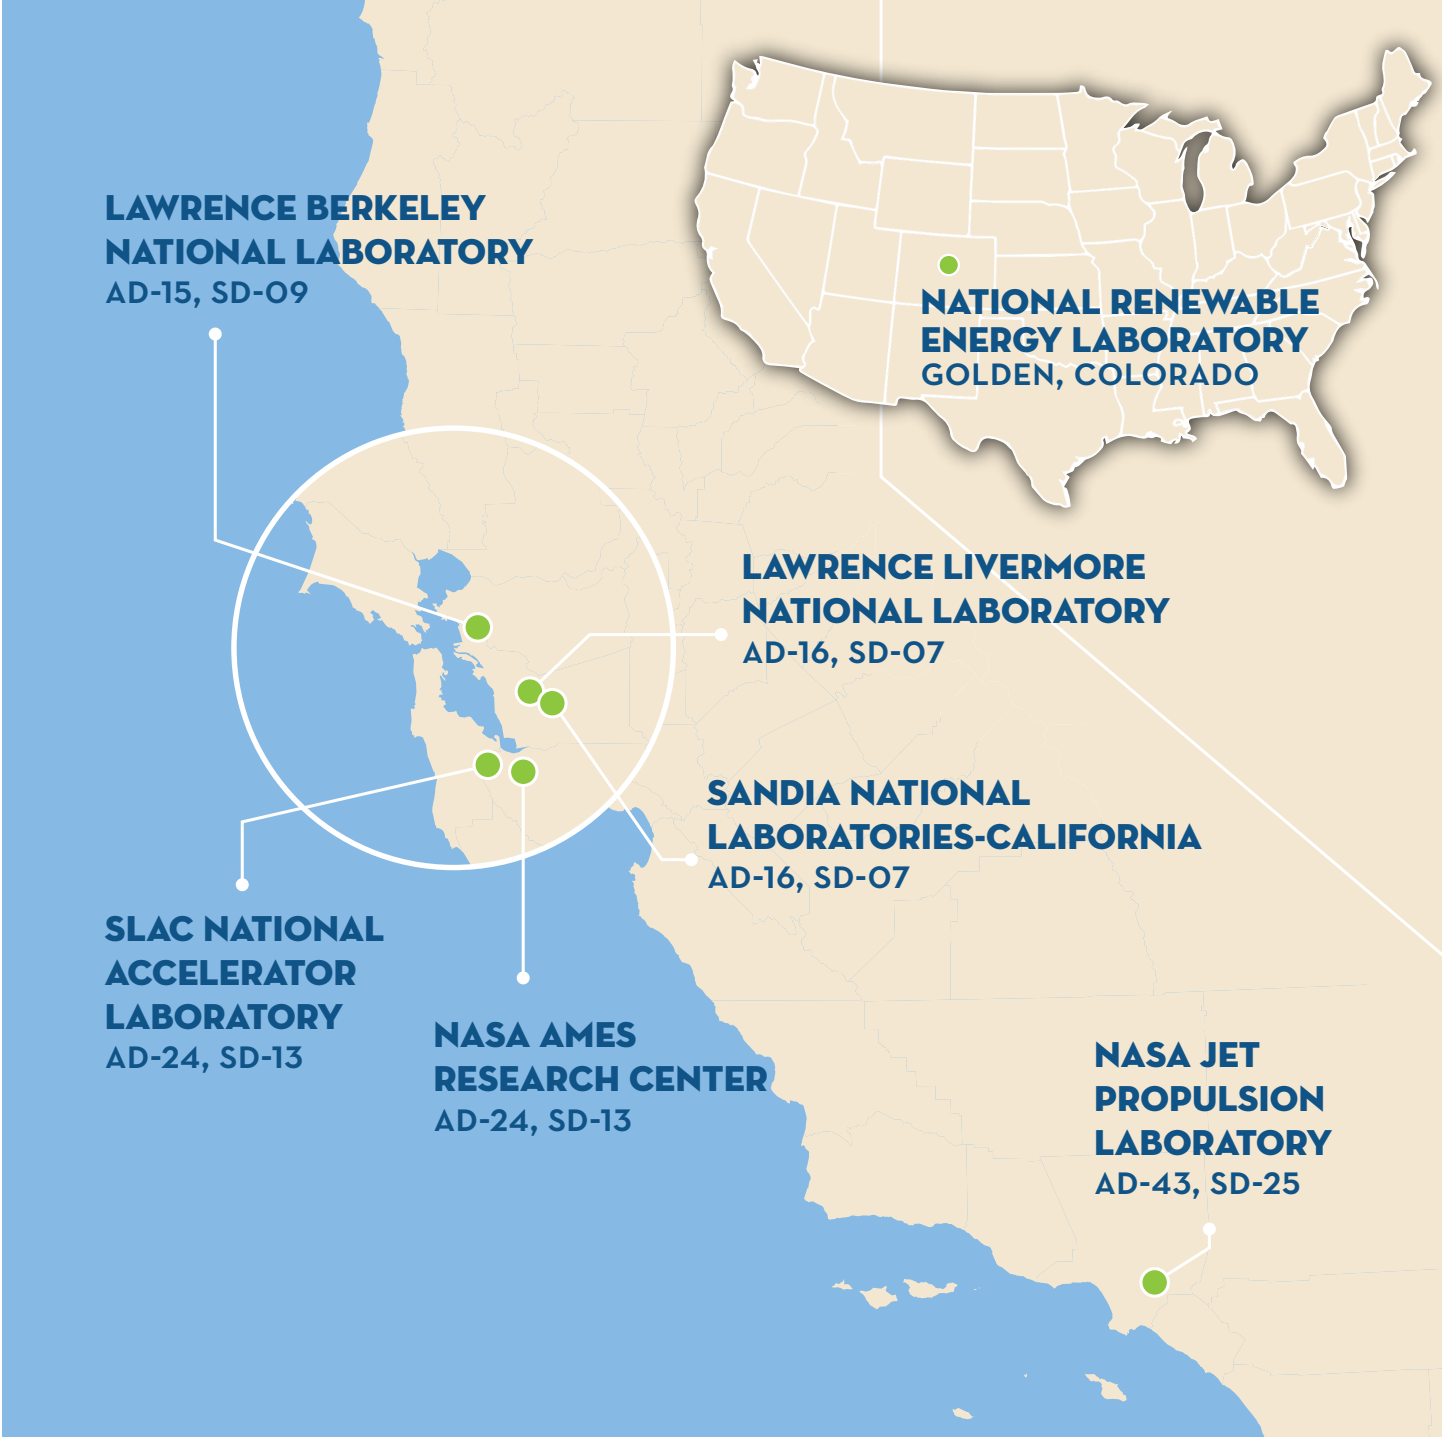 LAWRENCE BERKELEY
NATIONAL LABORATORY
AD-15, SD-09
NATIONAL RENEWABLE
ENERGY LABORATORY
GOLDEN, COLORADO
LAWRENCE LIVERMORE
NATIONAL LABORATORY
AD-16, SD-07
SANDIA NATIONAL
LABORATORIES-CALIFORNIA
AD-16, SD-07
SLAC NATIONAL
ACCELERATOR
LABORATORY
AD-24, SD-13
NASA AMES
RESEARCH CENTER
AD-24, SD-13
NASA JET
PROPULSION
LABORATORY
AD-43, SD-25